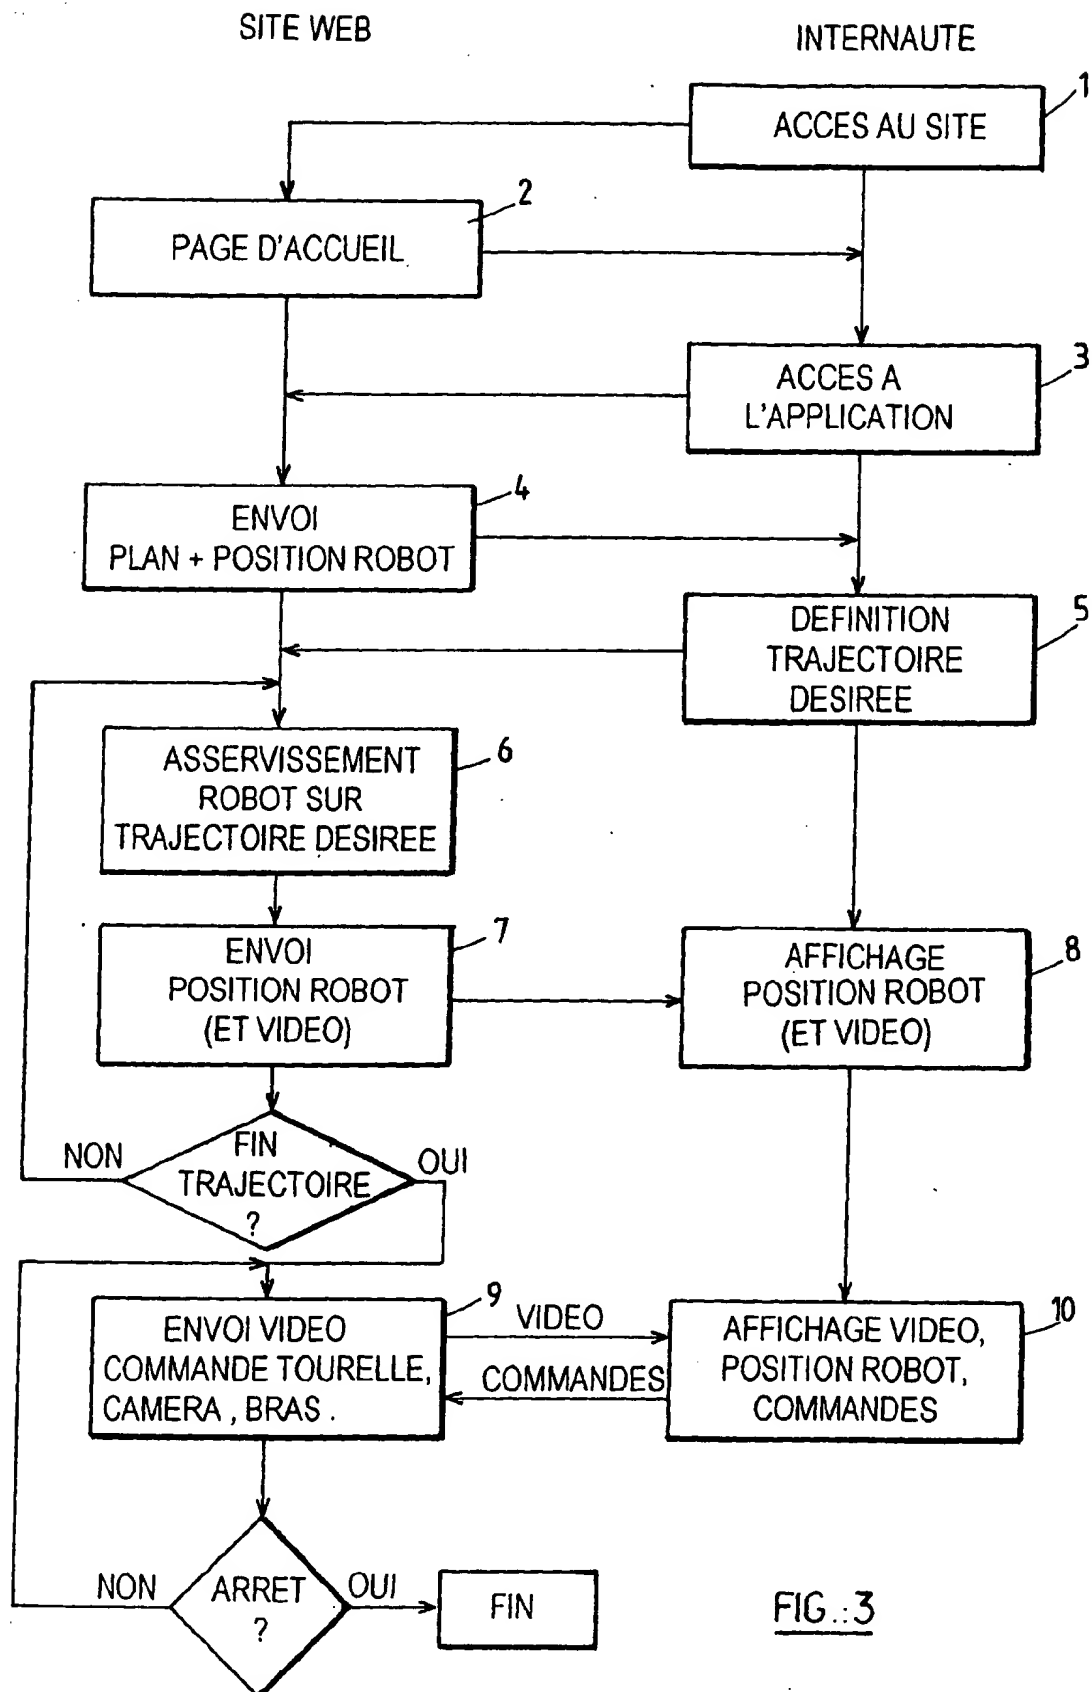 SITE WEB
INTERNAUTE
1
ACCES AU SITE
2
PAGE D'ACCUEIL
3
ACCES A
L'APPLICATION
4
ENVOI
PLAN + POSITION ROBOT
5
DEFINITION
TRAJECTOIRE
DESIREE
6
ASSERVISSEMENT
ROBOT SUR
TRAJECTOIRE DESIREE
7
ENVOI
POSITION ROBOT
(ET VIDEO)
8
AFFICHAGE
POSITION ROBOT
(ET VIDEO)
NON
FIN
TRAJECTOIRE
?
OUI
9
ENVOI VIDEO
COMMANDE TOURELLE,
CAMERA, BRAS.
VIDEO
COMMANDES
10
AFFICHAGE VIDEO,
POSITION ROBOT,
COMMANDES
NON
ARRET
?
OUI
FIN
FIG.:3